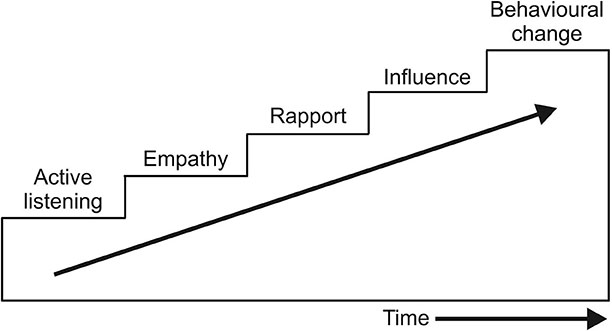 Active
listening
Empathy
Rapport
Influence
Behavioural
change
Time